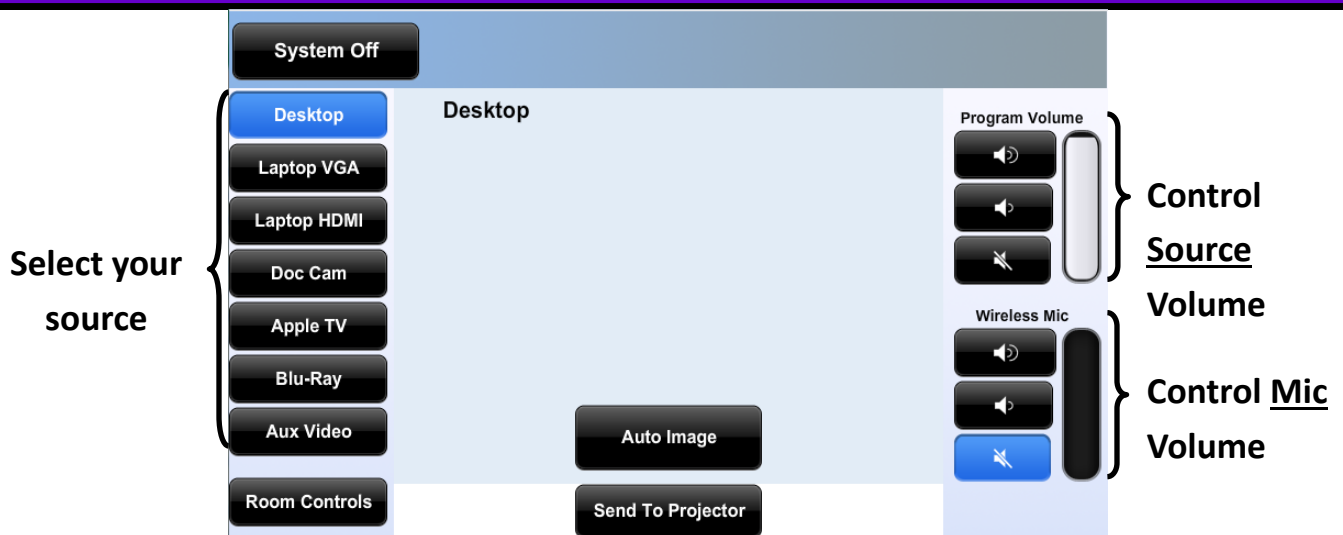 System Off
Select your
source
Desktop
Laptop VGA
Laptop HDMI
Doc Cam
Apple TV
Blu-Ray
Aux Video
Room Controls
Desktop
Auto Image
Send To Projector
Program Volume
Control
Source
Volume
Wireless Mic
Control Mic
Volume